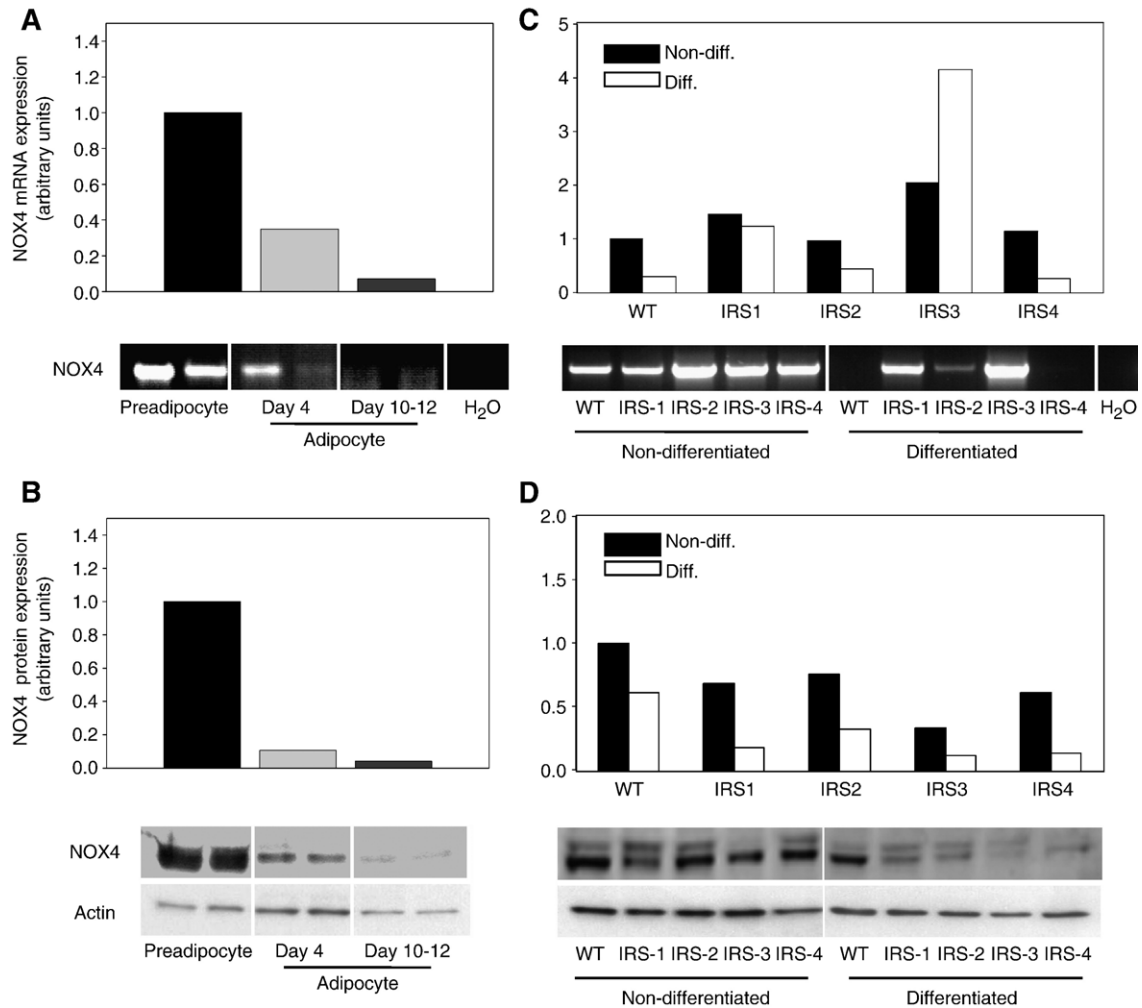 A
NOX4 mRNA expression
(arbitrary units)
1.4
1.2
1.0
0.8
0.6
0.4
0.2
0.0
NOX4
Preadipocyte Day 4 Day 10-12 H₂O
Adipocyte
B
NOX4 protein expression
(arbitrary units)
1.4
1.2
1.0
0.8
0.6
0.4
0.2
0.0
NOX4
Actin
Preadipocyte Day 4 Day 10-12
Adipocyte
C
5
4
3
2
1
0
Non-diff.
Diff.
WT IRS1 IRS2 IRS3 IRS4
WT IRS-1 IRS-2 IRS-3 IRS-4 WT IRS-1 IRS-2 IRS-3 IRS-4 H₂O
Non-differentiated Differentiated
D
2.0
1.5
1.0
0.5
0.0
Non-diff.
Diff.
WT IRS1 IRS2 IRS3 IRS4
WT IRS-1 IRS-2 IRS-3 IRS-4 WT IRS-1 IRS-2 IRS-3 IRS-4
Non-differentiated Differentiated